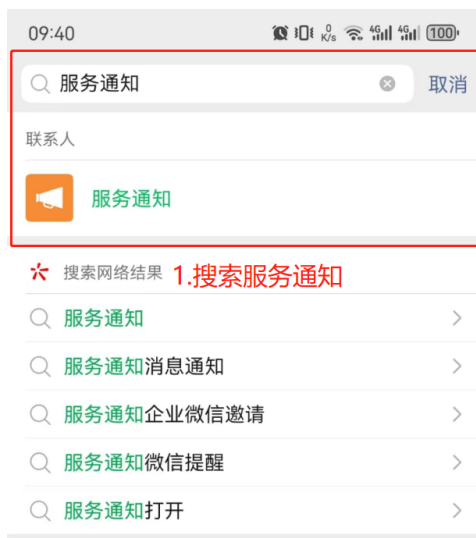 09:40 0 K/s 4G 4G 100
服务通知 取消
联系人
服务通知
搜索网络结果 1.搜索服务通知
服务通知
服务通知消息通知
服务通知企业微信邀请
服务通知微信提醒
服务通知打开